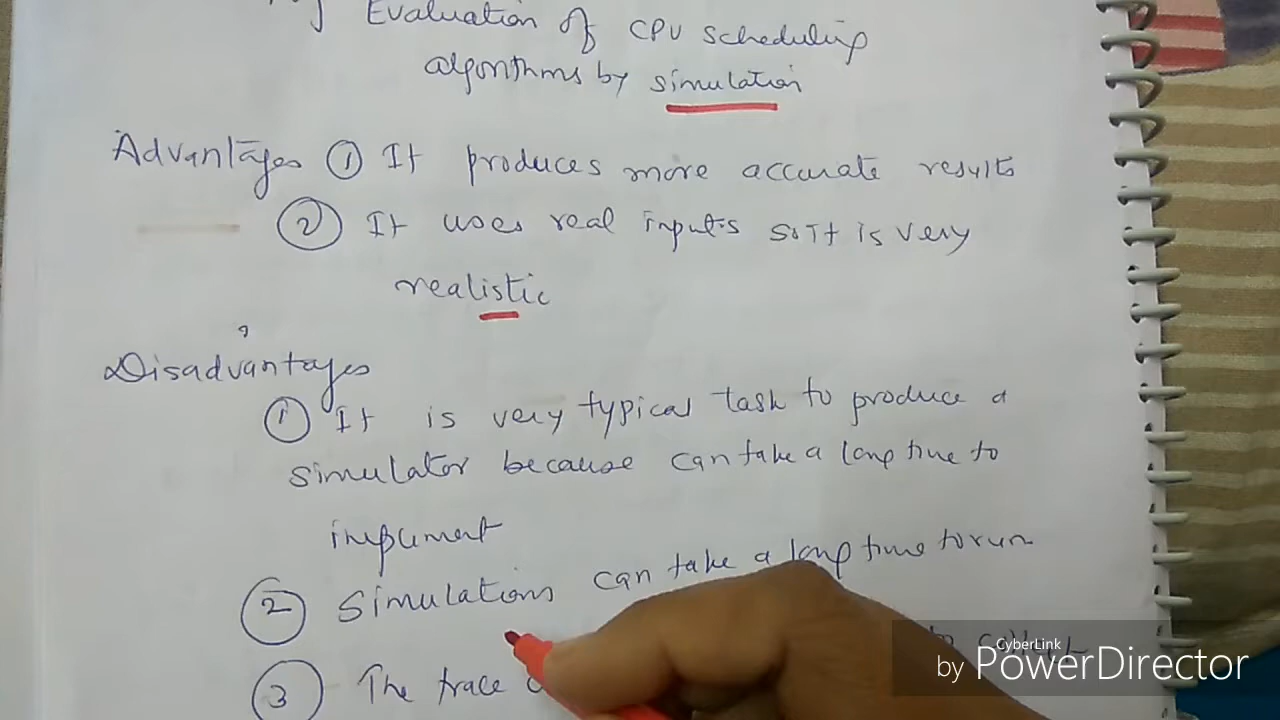 Evaluation of CPU scheduling
algorithms by simulation
Advantages ① It produces more accurate results
② It uses real inputs so it is very
realistic
Disadvantages
① It is very typical task to produce a
simulator because can take a long time to
implement
② Simulations can take a long time to run
③ The trace
CyberLink
by PowerDirector